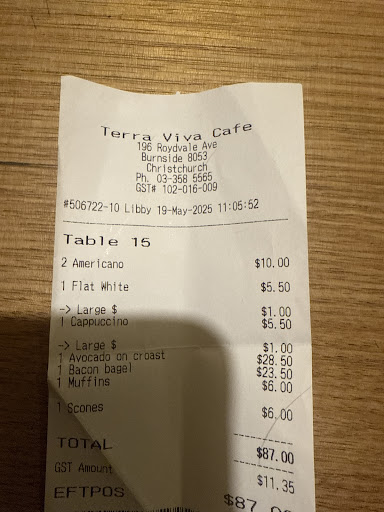 Terra Viva Cafe
196 Roydvale Ave
Burnside 8053
Christchurch
Ph. 03-358 5565
GST# 102-016-009
#506722-10 Libby 19-May-2025 11:05:52
Table 15
2 Americano $10.00
1 Flat White $5.50
-> Large $ $1.00
1 Cappuccino $5.50
-> Large $ $1.00
1 Avocado on croast $28.50
1 Bacon bagel $23.50
1 Muffins $6.00
1 Scones $6.00
TOTAL $87.00
GST Amount $11.35
EFTPOS $87.00